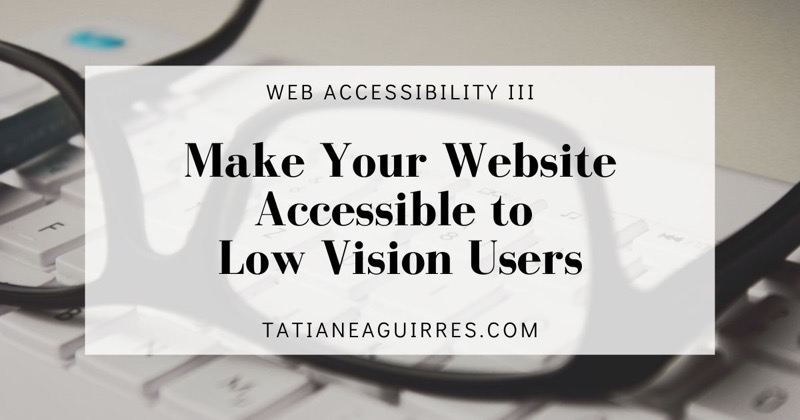 WEB ACCESSIBILITY III
Make Your Website
Accessible to
Low Vision Users
TATIANEAGUIRRES.COM